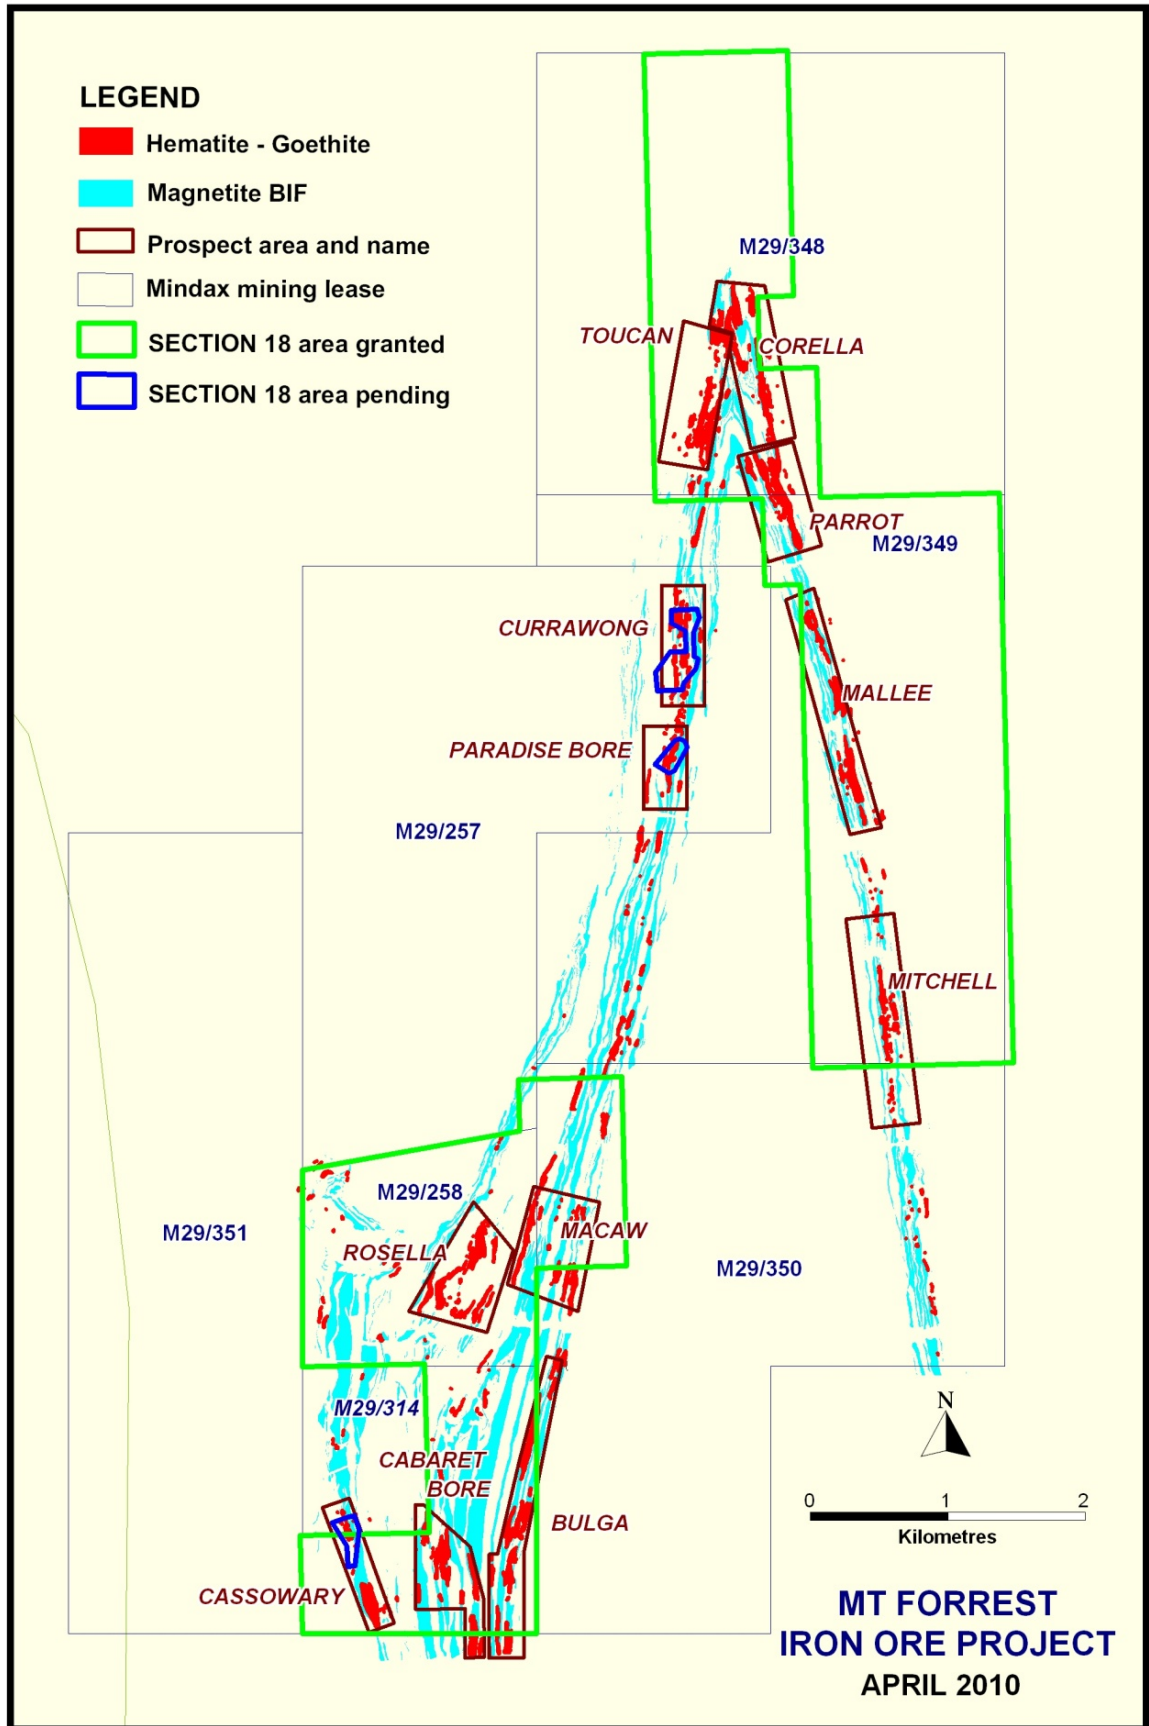 LEGEND
Hematite - Goethite
Magnetite BIF
Prospect area and name
Mindax mining lease
SECTION 18 area granted
SECTION 18 area pending
M29/348
TOUCAN
CORELLA
PARROT
M29/349
CURRAWONG
MALLEE
PARADISE BORE
M29/257
MITCHELL
M29/258
M29/351
ROSELLA
MACAW
M29/350
M29/314
N
CABARET
BORE
BULGA
0 1 2
Kilometres
CASSOWARY
MT FORREST
IRON ORE PROJECT
APRIL 2010